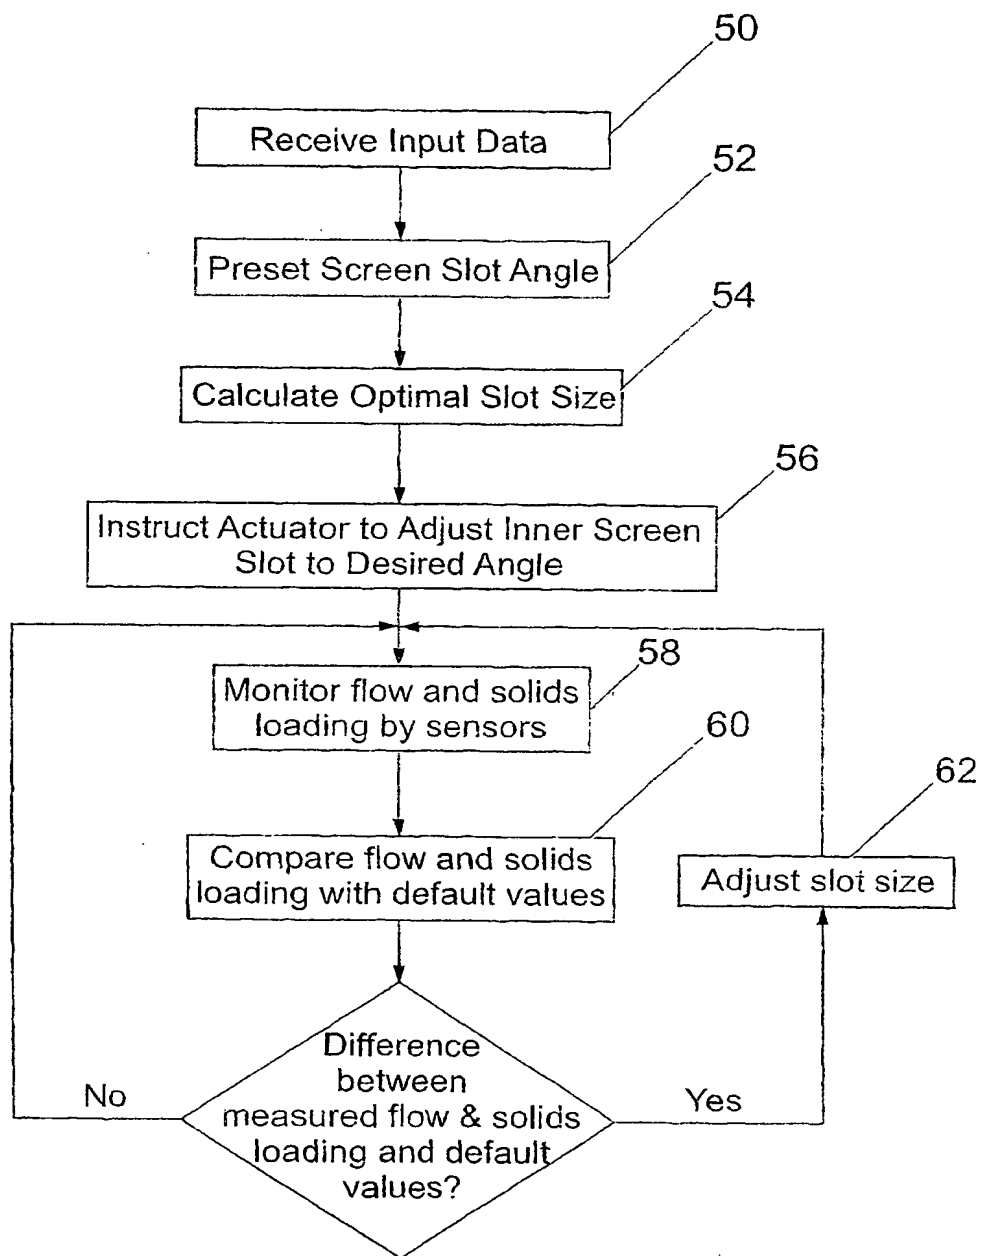 50
Receive Input Data
52
Preset Screen Slot Angle
54
Calculate Optimal Slot Size
56
Instruct Actuator to Adjust Inner Screen
Slot to Desired Angle
58
Monitor flow and solids
loading by sensors
60
Compare flow and solids
loading with default values
62
Adjust slot size
Difference
between
measured flow & solids
loading and default
values?
No
Yes